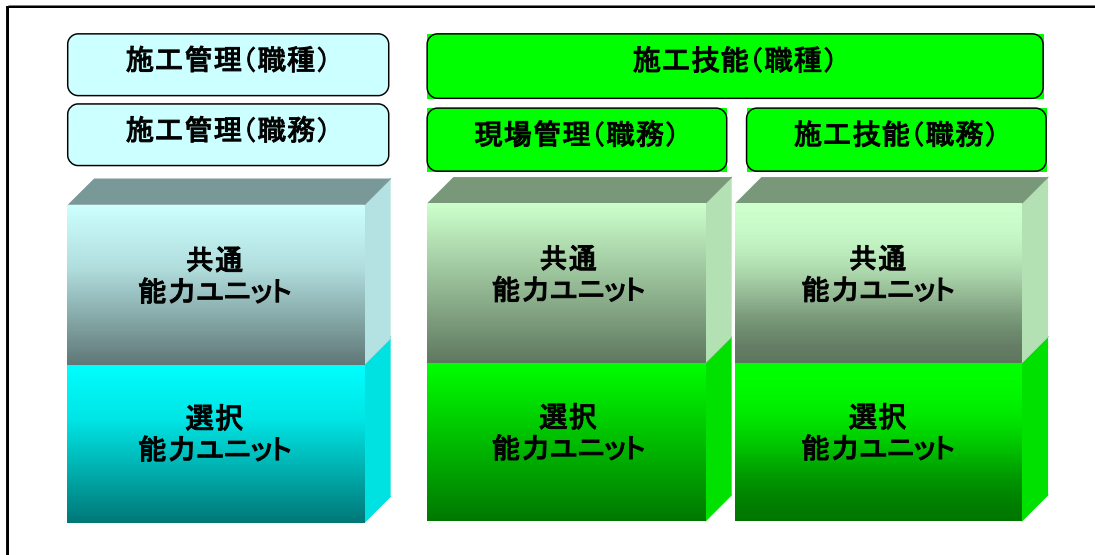 施工管理(職種)
施工技能(職種)
施工管理(職務)
現場管理(職務)
施工技能(職務)
共通
能力ユニット
共通
能力ユニット
共通
能力ユニット
選択
能力ユニット
選択
能力ユニット
選択
能力ユニット